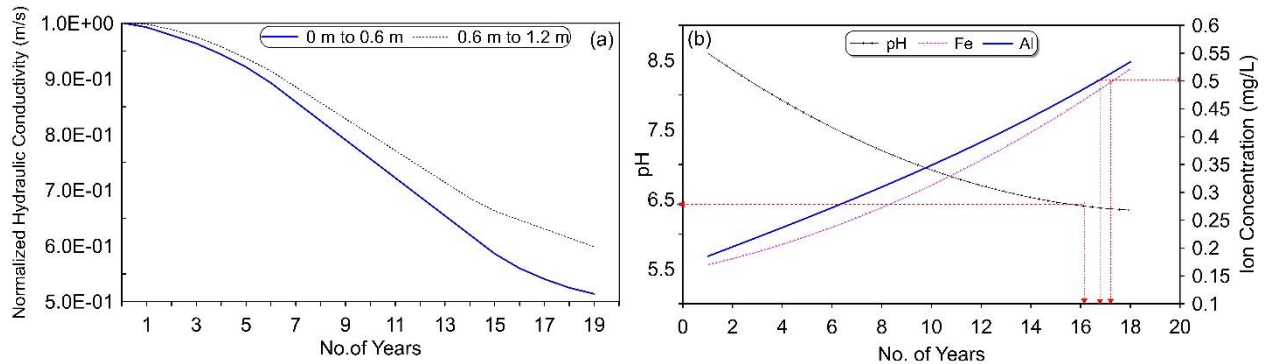 Normalized Hydraulic Conductivity (m/s)
1.0E+00
9.0E-01
8.0E-01
7.0E-01
6.0E-01
5.0E-01
0 m to 0.6 m
0.6 m to 1.2 m
(a)
1 3 5 7 9 11 13 15 17 19
No.of Years
(b)
pH
8.5
7.5
6.5
5.5
pH Fe Al
0.6
0.55
0.5
0.45
0.4
0.35
0.3
0.25
0.2
0.15
0.1
Ion Concentration (mg/L)
0 2 4 6 8 10 12 14 16 18 20
No. of Years